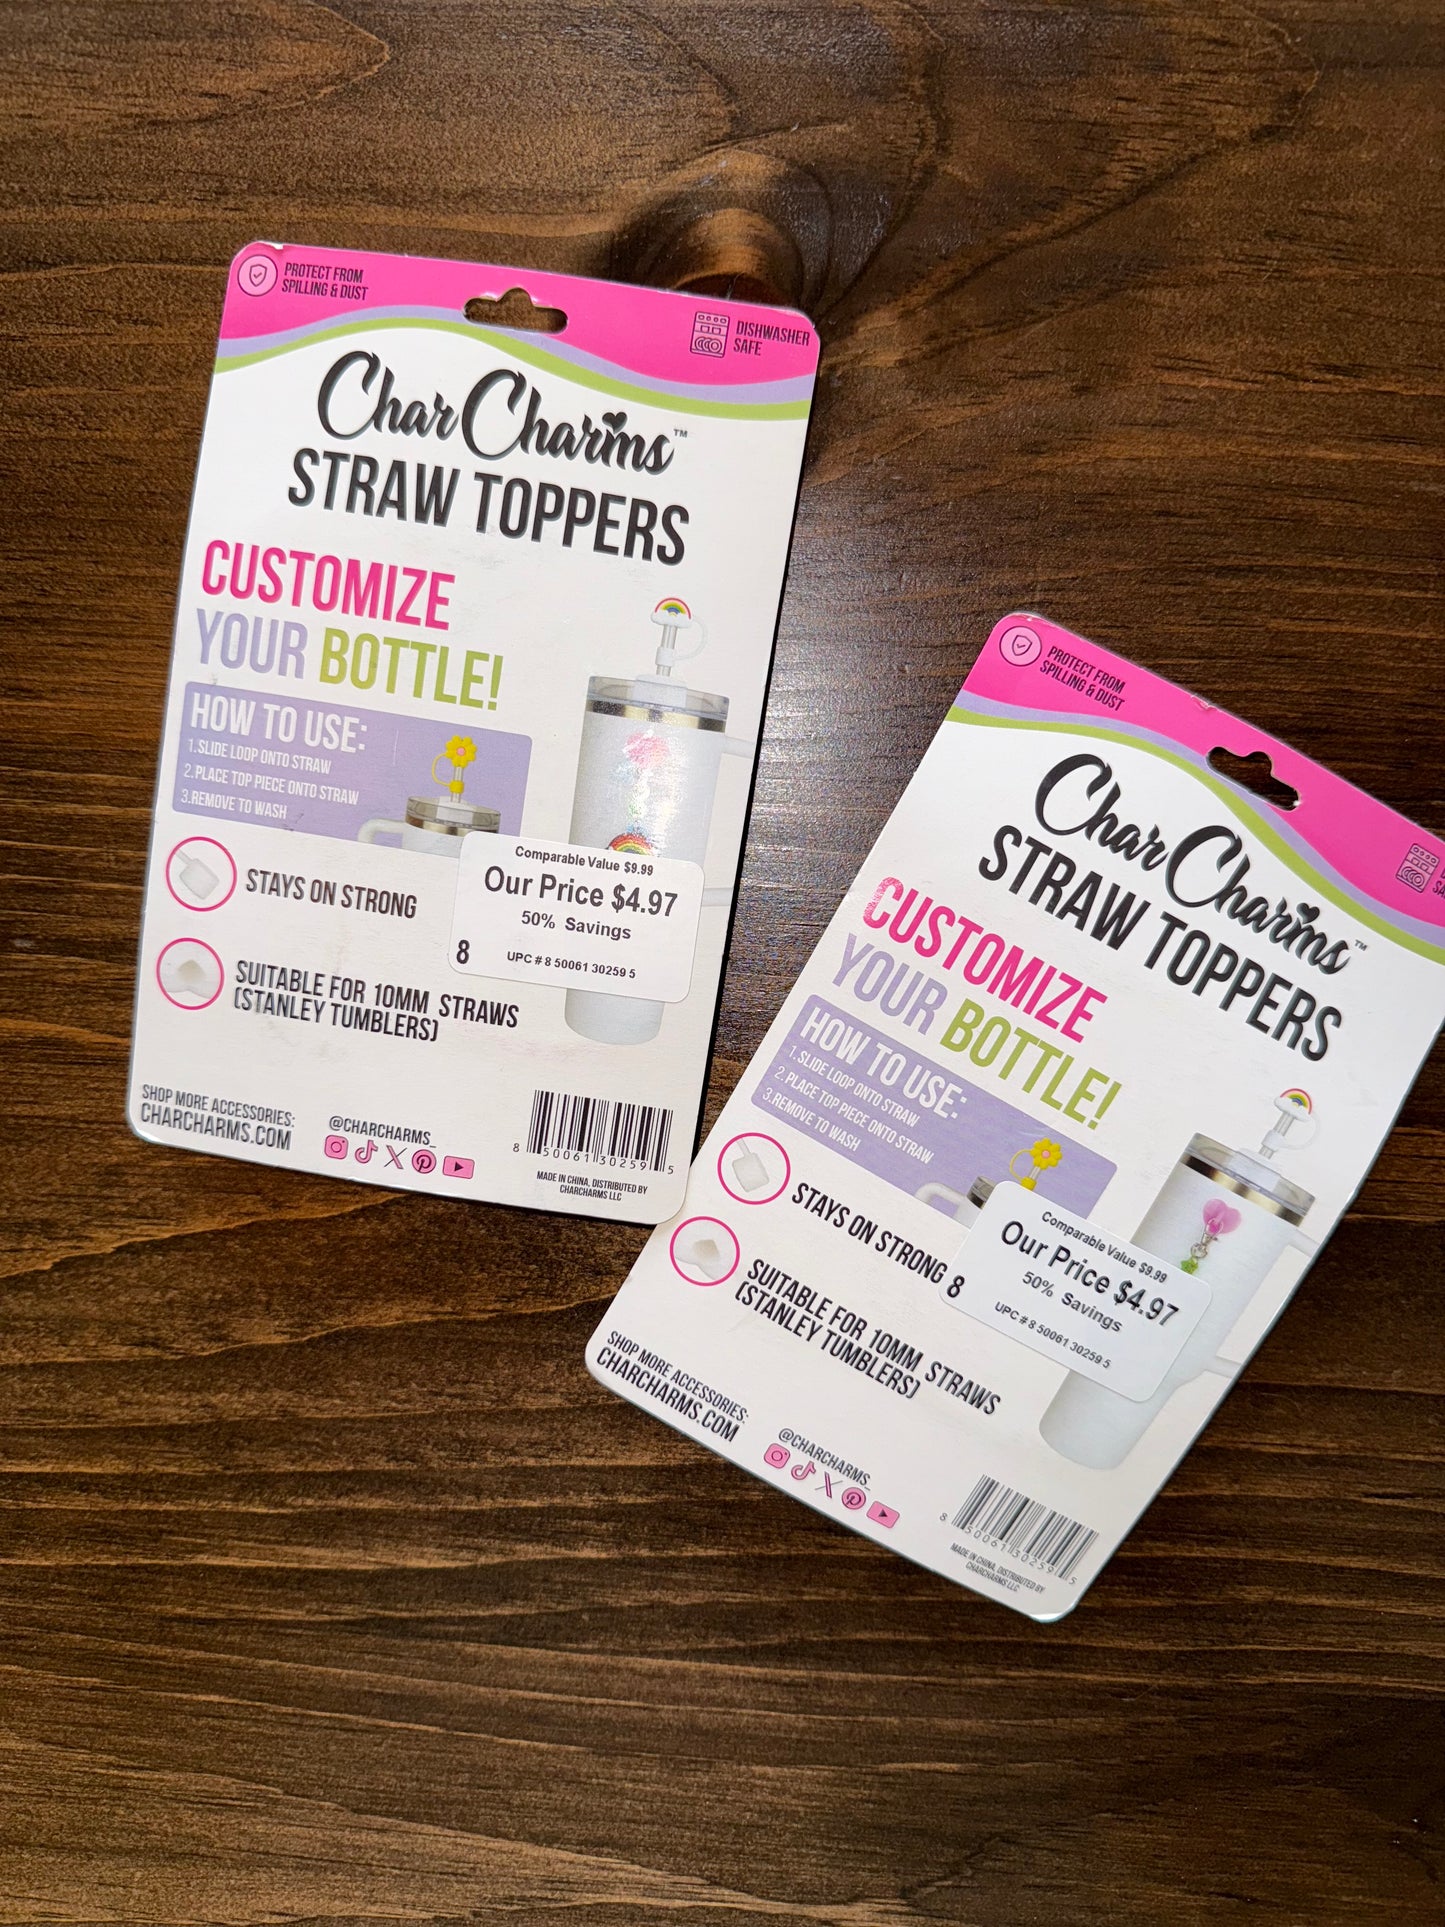 PROTECT FROM
SPILLING & DUST
DISHWASHER
SAFE
CharCharms™
STRAW TOPPERS
CUSTOMIZE
YOUR BOTTLE!
HOW TO USE:
1.SLIDE LOOP ONTO STRAW
2.PLACE TOP PIECE ONTO STRAW
3.REMOVE TO WASH
STAYS ON STRONG
Comparable Value $9.99
Our Price $4.97
50% Savings
8
UPC # 8 50061 30259 5
SUITABLE FOR 10MM STRAWS
(STANLEY TUMBLERS)
SHOP MORE ACCESSORIES:
CHARCHARMS.COM
@CHARCHARMS_
8 50061 30259 5
MADE IN CHINA, DISTRIBUTED BY
CHARCHARMS LLC
PROTECT FROM
SPILLING & DUST
CharCharms™
STRAW TOPPERS
CUSTOMIZE
YOUR BOTTLE!
HOW TO USE:
1. SLIDE LOOP ONTO STRAW
2. PLACE TOP PIECE ONTO STRAW
3.REMOVE TO WASH
STAYS ON STRONG
Comparable Value $9.99
Our Price $4.97
50% Savings
8
UPC # 8 50061 30259 5
SUITABLE FOR 10MM STRAWS
(STANLEY TUMBLERS)
SHOP MORE ACCESSORIES:
CHARCHARMS.COM
@CHARCHARMS_
8 50061 30259 5
MADE IN CHINA, DISTRIBUTED BY
CHARCHARMS LLC